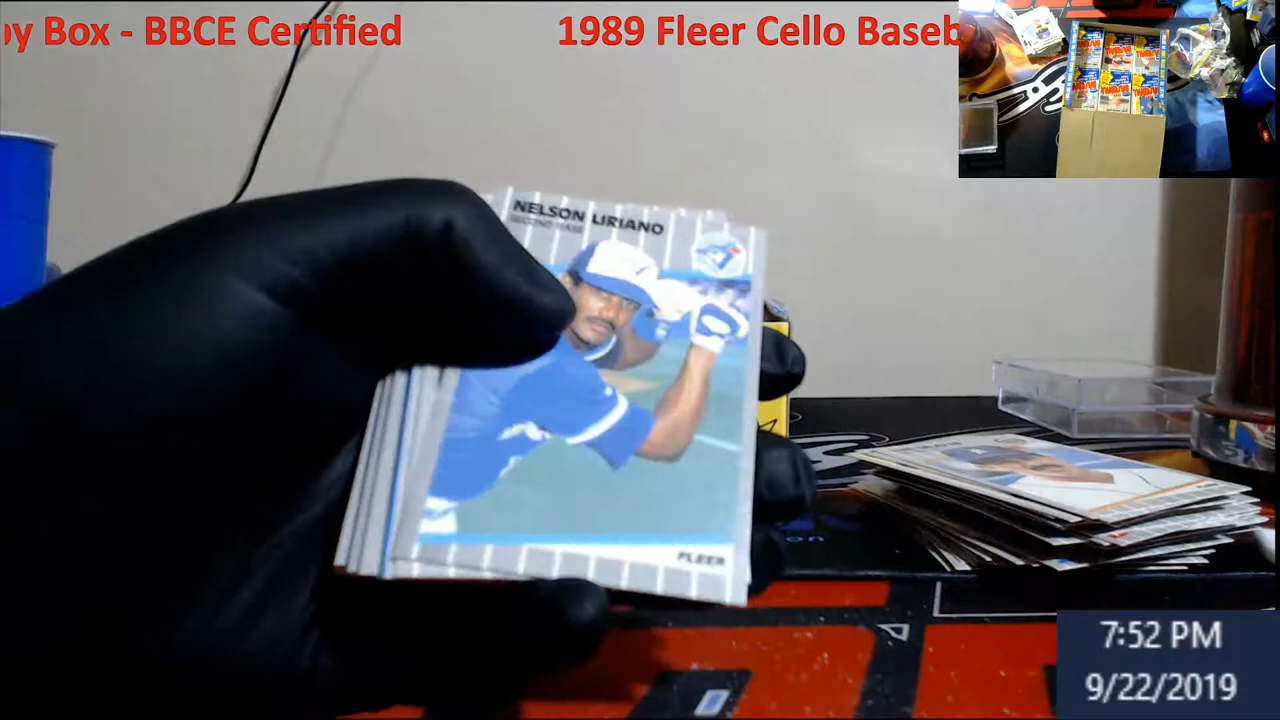 y Box - BBCE Certified
1989 Fleer Cello Baseb
NELSON LIRIANO
SECOND BASE
FLEER
7:52 PM
9/22/2019